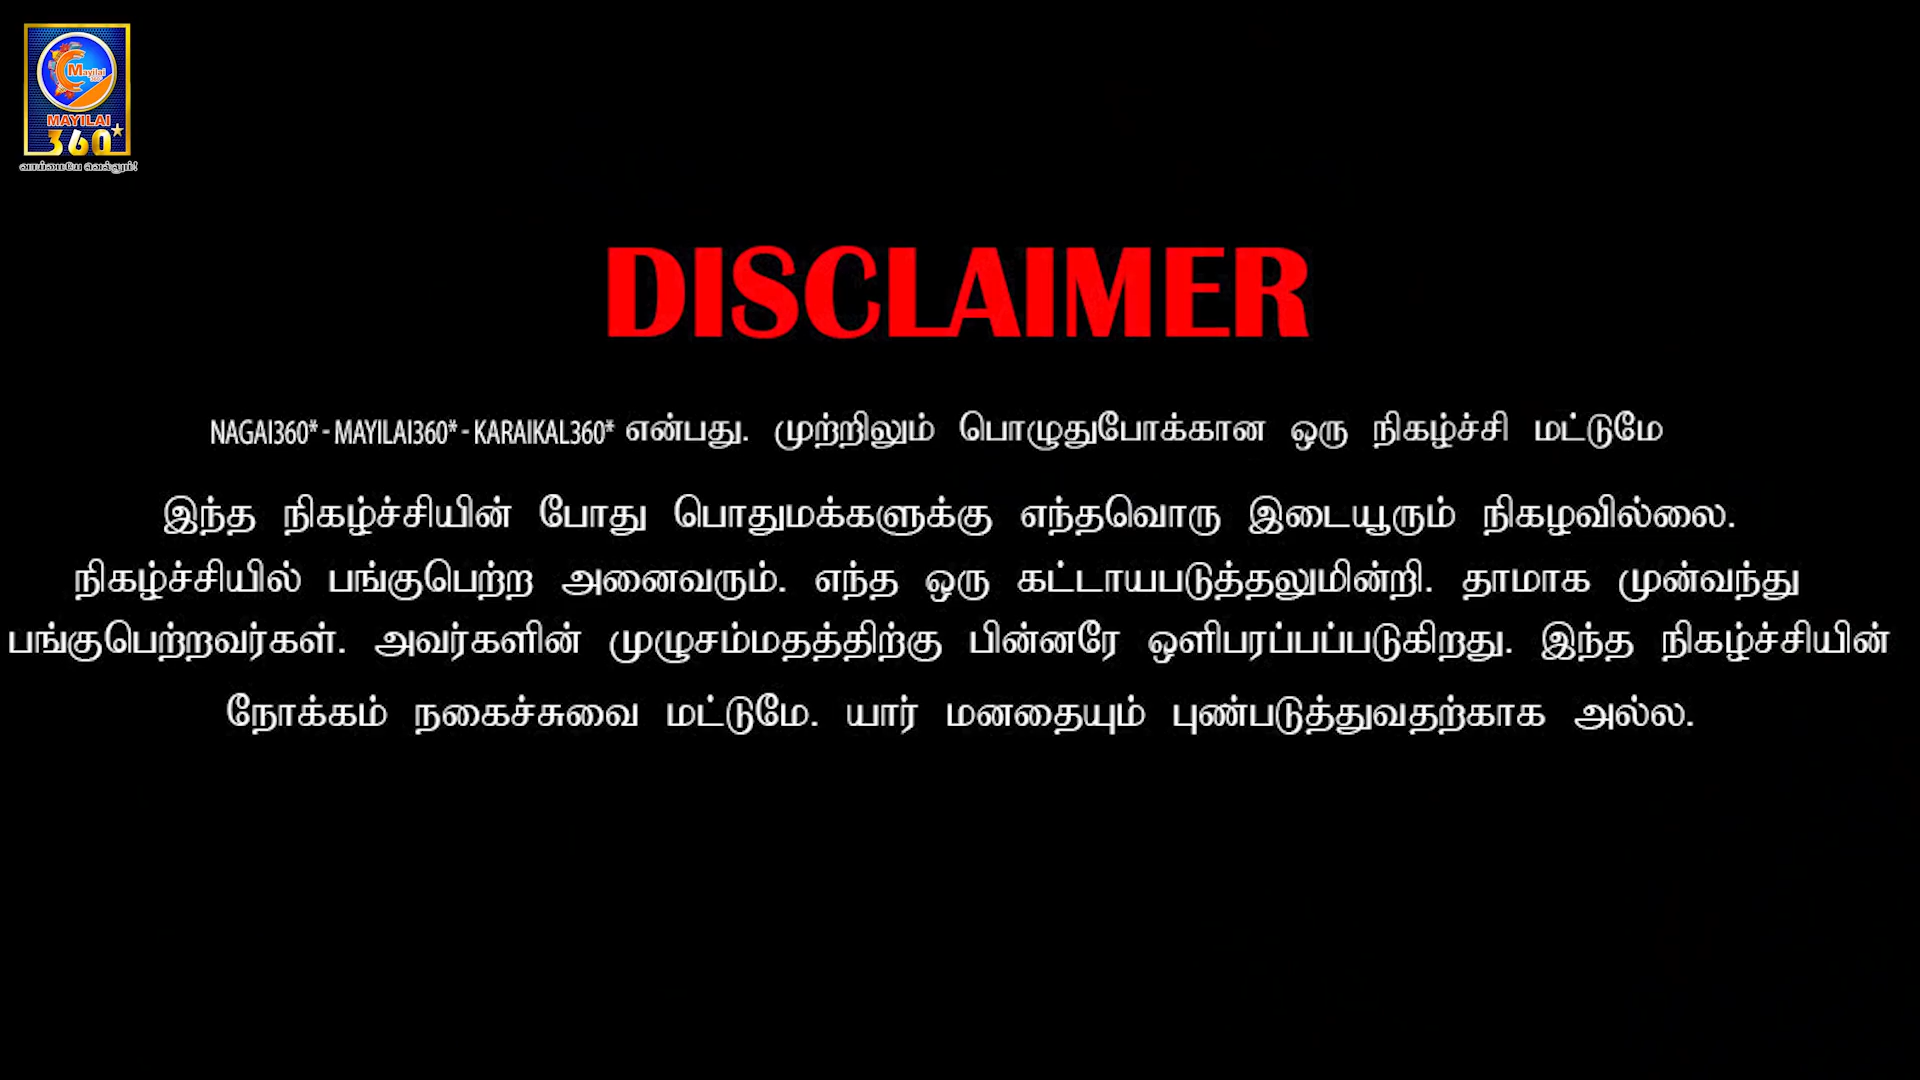 Mayilai
MAYILAI
360*
வாய்மையே வெல்லும்!
DISCLAIMER
NAGAI360* - MAYILAI360* - KARAIKAL360* என்பது. முற்றிலும் பொழுதுபோக்கான ஒரு நிகழ்ச்சி மட்டுமே
இந்த நிகழ்ச்சியின் போது பொதுமக்களுக்கு எந்தவொரு இடையூரும் நிகழவில்லை.
நிகழ்ச்சியில் பங்குபெற்ற அனைவரும். எந்த ஒரு கட்டாயபடுத்தலுமின்றி. தாமாக முன்வந்து
பங்குபெற்றவர்கள். அவர்களின் முழுசம்மதத்திற்கு பின்னரே ஒளிபரப்பப்படுகிறது. இந்த நிகழ்ச்சியின்
நோக்கம் நகைச்சுவை மட்டுமே. யார் மனதையும் புண்படுத்துவதற்காக அல்ல.